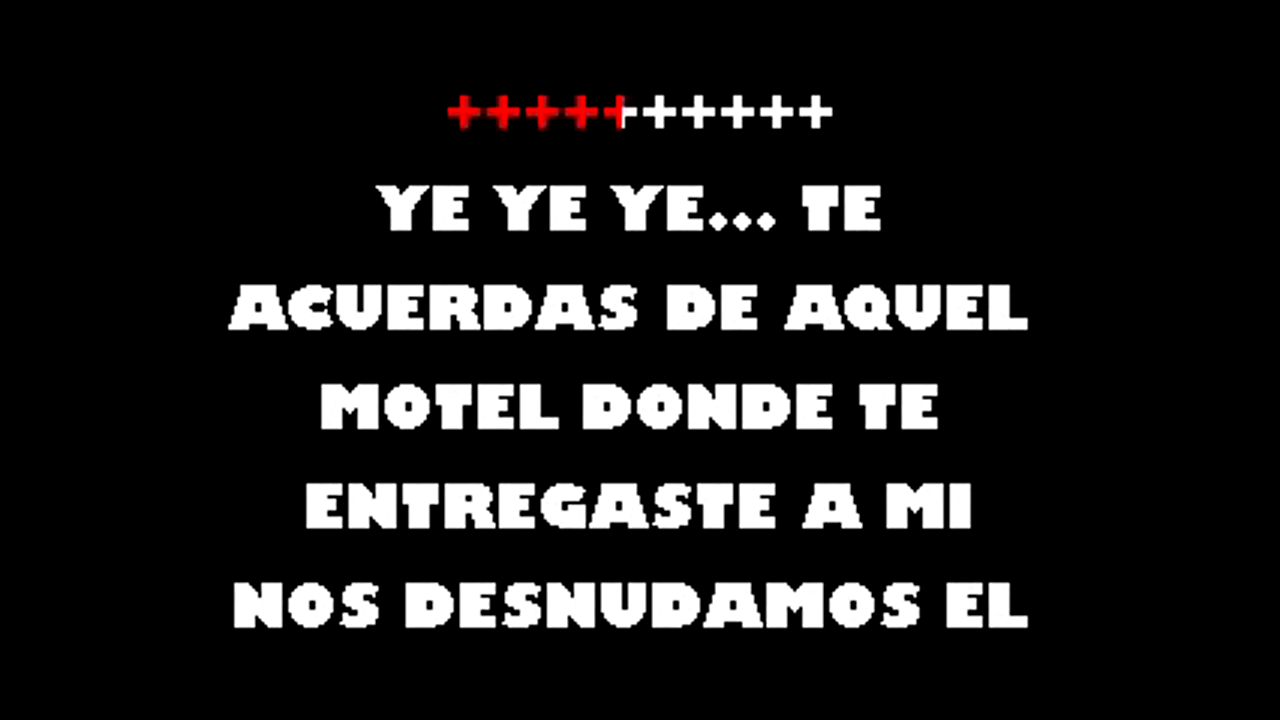 ++++++++++
YE YE YE... TE
ACUERDAS DE AQUEL
MOTEL DONDE TE
ENTREGASTE A MI
NOS DESNUDAMOS EL